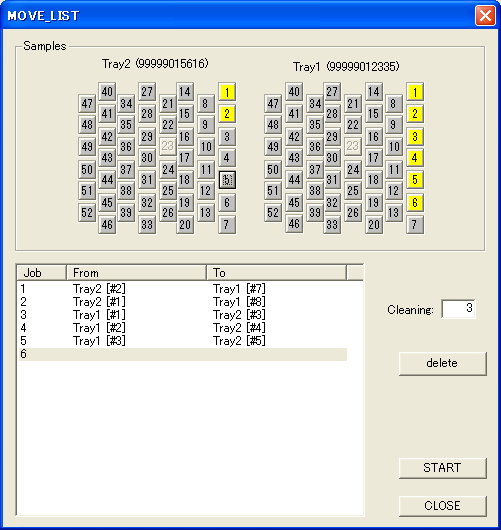 MOVE_LIST
Samples
Tray2 (99999015616) Tray1 (99999012335)
40 27 14 1 40 27 14 1
47 34 21 8 47 34 21 8
41 28 15 2 41 28 15 2
48 35 22 9 48 35 22 9
42 29 16 3 42 29 16 3
49 36 23 10 49 36 23 10
43 30 17 4 43 30 17 4
50 37 24 11 50 37 24 11
44 31 18 5 44 31 18 5
51 38 25 12 51 38 25 12
45 32 19 6 45 32 19 6
52 39 26 13 52 39 26 13
46 33 20 7 46 33 20 7
Job From To
1 Tray2 [#2] Tray1 [#7]
2 Tray2 [#1] Tray1 [#8]
3 Tray1 [#1] Tray2 [#3]
4 Tray1 [#2] Tray2 [#4]
5 Tray1 [#3] Tray2 [#5]
6
Cleaning: 3
delete
START
CLOSE